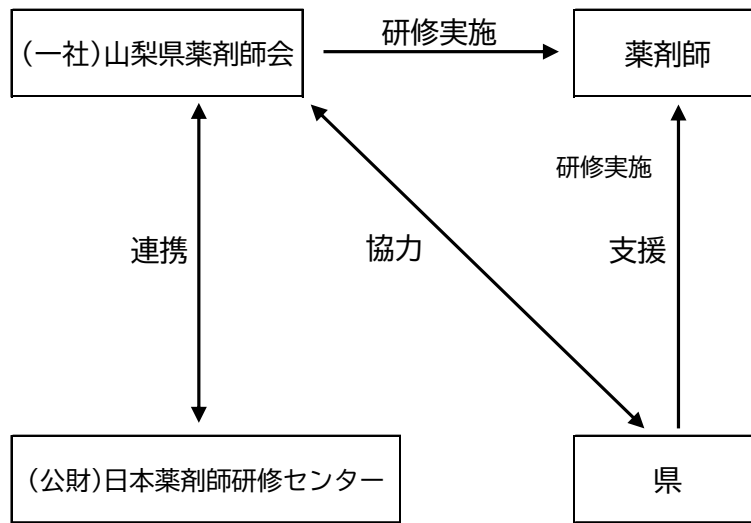 (一社)山梨県薬剤師会
研修実施
薬剤師
研修実施
連携
協力
支援
(公財)日本薬剤師研修センター
県